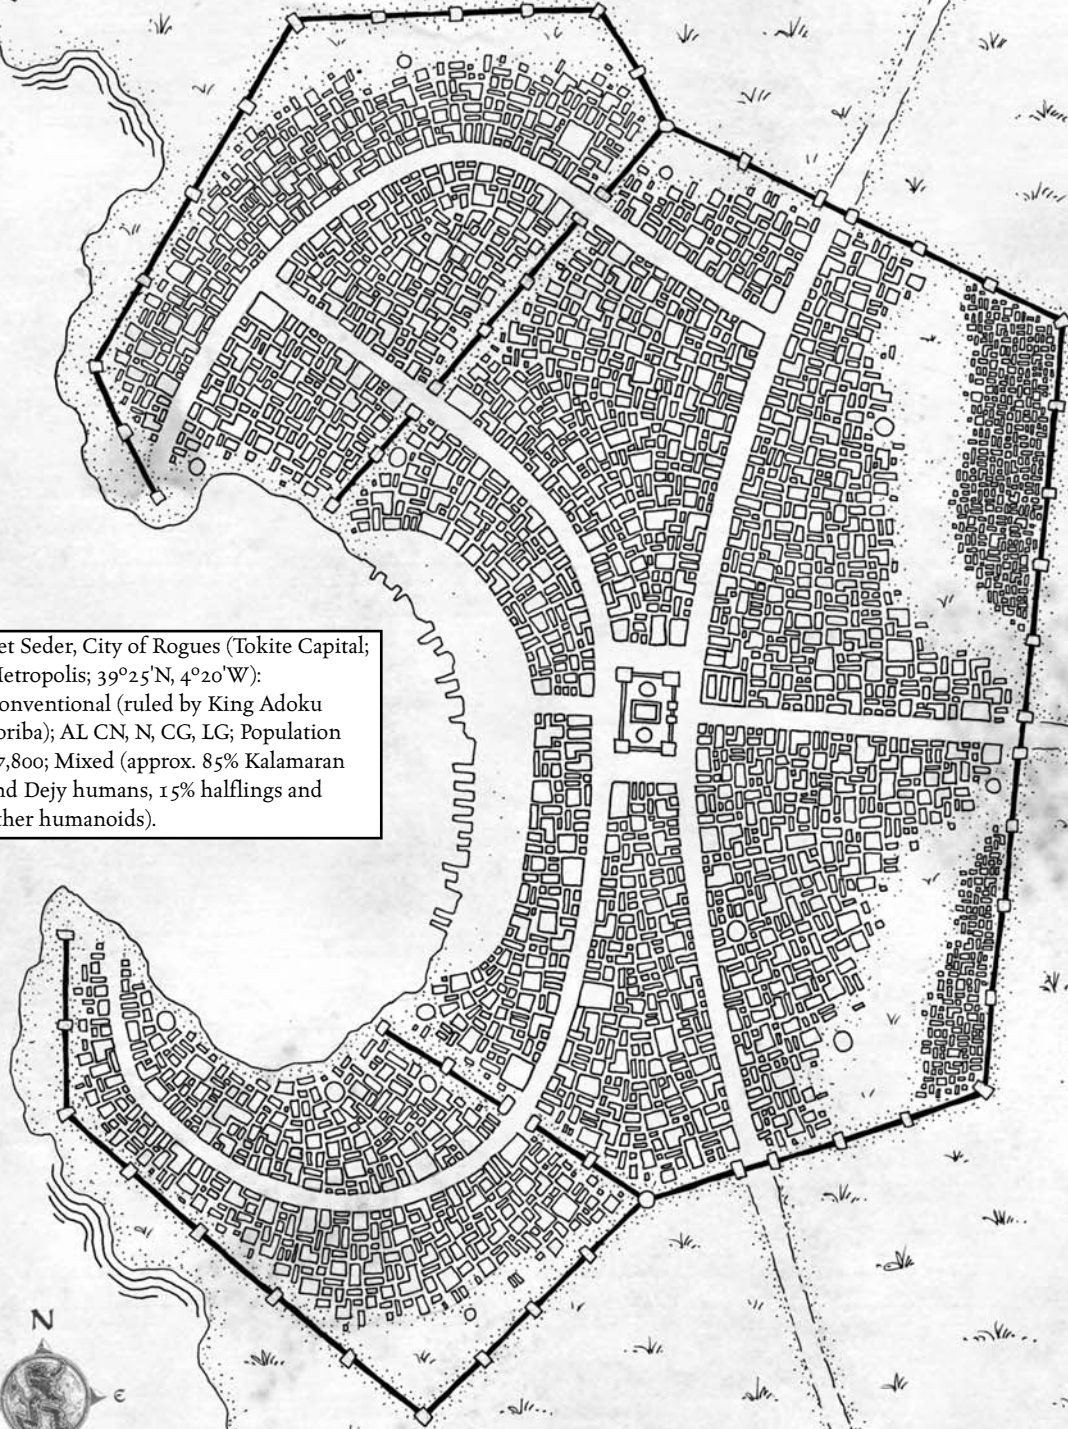 et Seder, City of Rogues (Tokite Capital;
etropolis; 39°25'N, 4°20'W):
onventional (ruled by King Adoku
oriba); AL CN, N, CG, LG; Population
7,800; Mixed (approx. 85% Kalamaran
nd Dejy humans, 15% halflings and
ther humanoids).
N
E